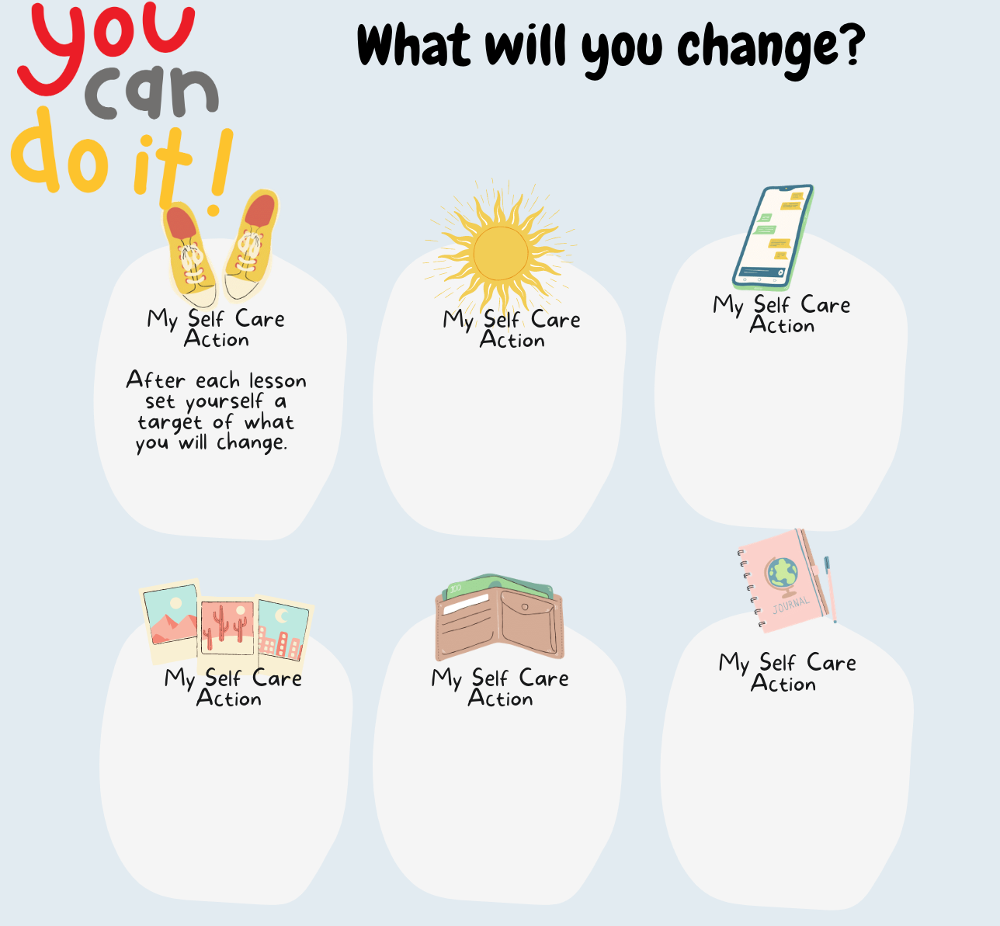 you
can
do it!
What will you change?
My Self Care
Action
After each lesson
set yourself a
target of what
you will change.
My Self Care
Action
My Self Care
Action
My Self Care
Action
My Self Care
Action
100
JOURNAL
My Self Care
Action